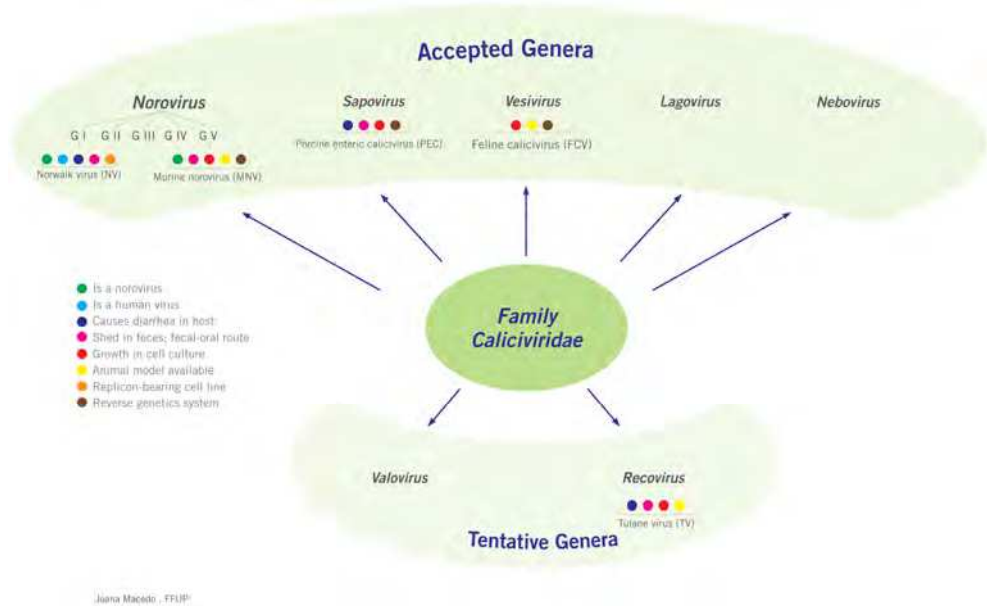 Accepted Genera
Norovirus
Sapovirus
Vesivirus
Lagovirus
Nebovirus
G I G II G III G IV G V
Porcine enteric calicivirus (PEC)
Feline calicivirus (FCV)
Norwalk virus (NV)
Murine norovirus (MNV)
Family
Caliciviridae
Is a norovirus
Is a human virus
Causes diarrhea in host
Shed in feces; fecal-oral route
Growth in cell culture
Animal model available
Replicon-bearing cell line
Reverse genetics system
Valovirus
Recovirus
Tulane virus (TV)
Tentative Genera
Joana Macedo . FFUP